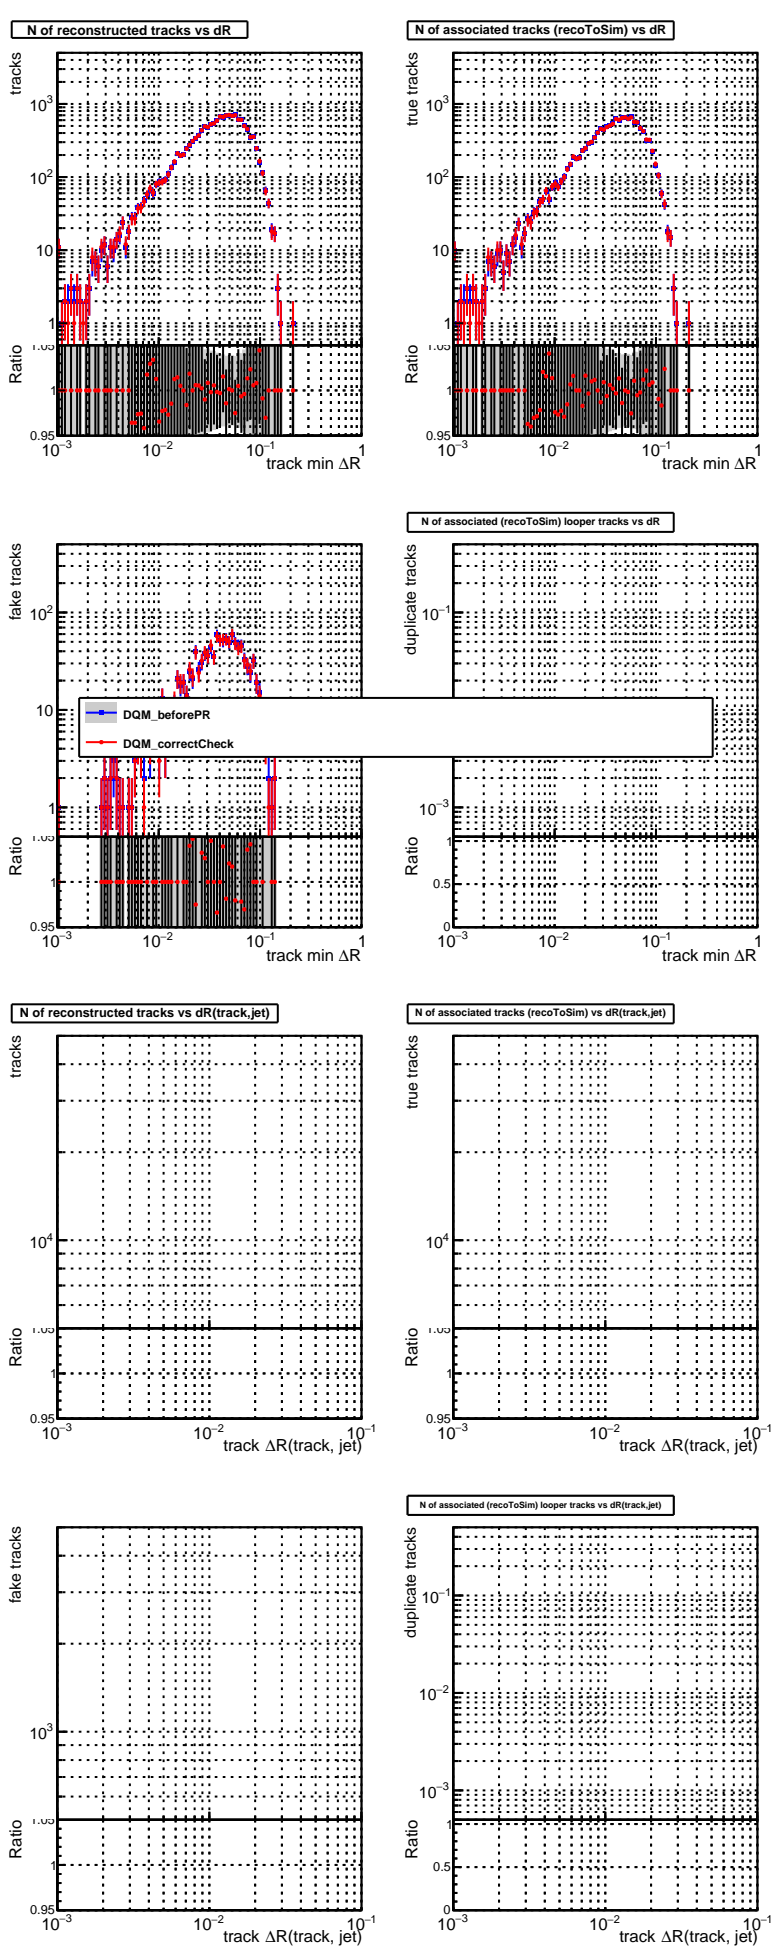 N of reconstructed tracks vs dR
tracks
10³
10²
10
1
1.05
Ratio
1
0.95
10⁻³ 10⁻² 10⁻¹ 1
track min ΔR
N of associated tracks (recoToSim) vs dR
true tracks
10³
10²
10
1
1.05
Ratio
1
0.95
10⁻³ 10⁻² 10⁻¹ 1
track min ΔR
fake tracks
10²
10
1
1.05
Ratio
1
0.95
10⁻³ 10⁻² 10⁻¹ 1
track min ΔR
N of associated (recoToSim) looper tracks vs dR
duplicate tracks
10⁻¹
10⁻³
1
Ratio
0.5
0
10⁻³ 10⁻² 10⁻¹ 1
track min ΔR
DQM_beforePR
DQM_correctCheck
N of reconstructed tracks vs dR(track,jet)
tracks
10⁴
1.05
Ratio
1
0.95
10⁻³ 10⁻² 10⁻¹
track ΔR(track, jet)
N of associated tracks (recoToSim) vs dR(track,jet)
true tracks
10⁴
1.05
Ratio
1
0.95
10⁻³ 10⁻² 10⁻¹
track ΔR(track, jet)
fake tracks
10³
1.05
Ratio
1
0.95
10⁻³ 10⁻² 10⁻¹
track ΔR(track, jet)
N of associated (recoToSim) looper tracks vs dR(track,jet)
duplicate tracks
10⁻¹
10⁻²
10⁻³
1
Ratio
0.5
0
10⁻³ 10⁻² 10⁻¹
track ΔR(track, jet)